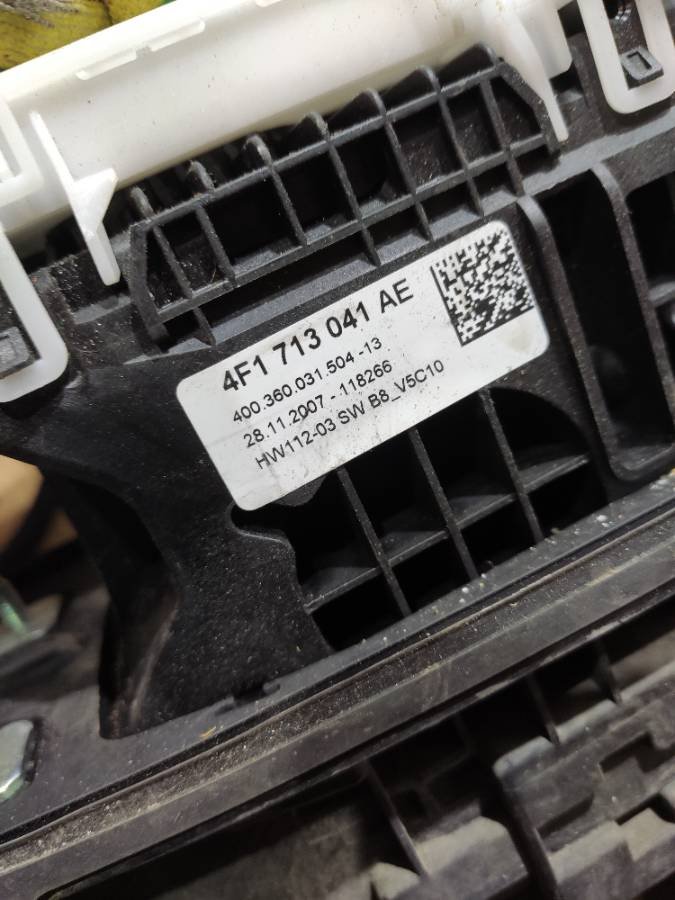 4F1 713 041 AE
400.360.031.504 -13
28.11.2007 - 118266
HW112-03 SW B8_V5C10